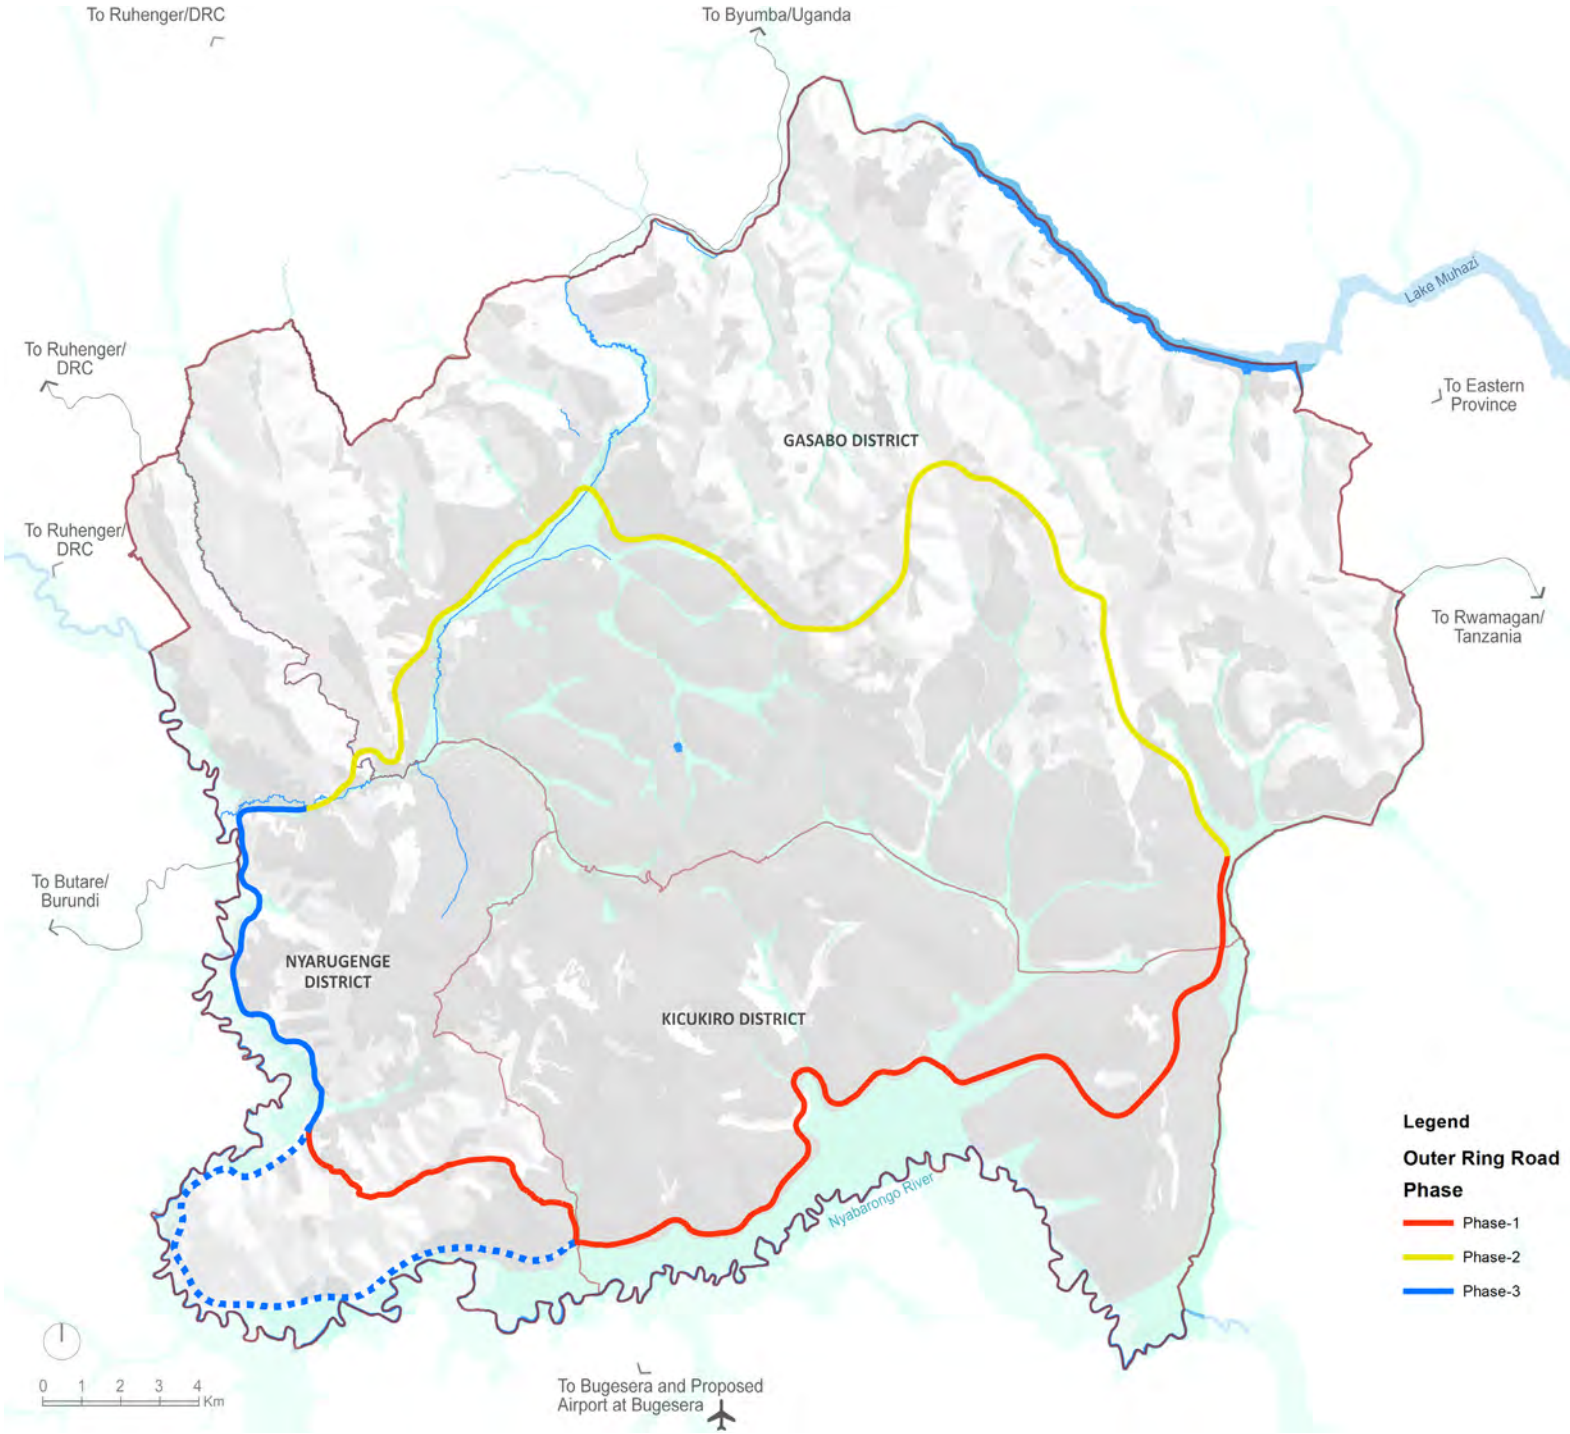 To Ruhenger/DRC
To Byumba/Uganda
Lake Muhazi
To Ruhenger/
DRC
To Eastern
Province
GASABO DISTRICT
To Ruhenger/
DRC
To Rwamagan/
Tanzania
To Butare/
Burundi
NYARUGENGE
DISTRICT
KICUKIRO DISTRICT
Nyabarongo River
Legend
Outer Ring Road
Phase
Phase-1
Phase-2
Phase-3
0 1 2 3 4
Km
To Bugesera and Proposed
Airport at Bugesera